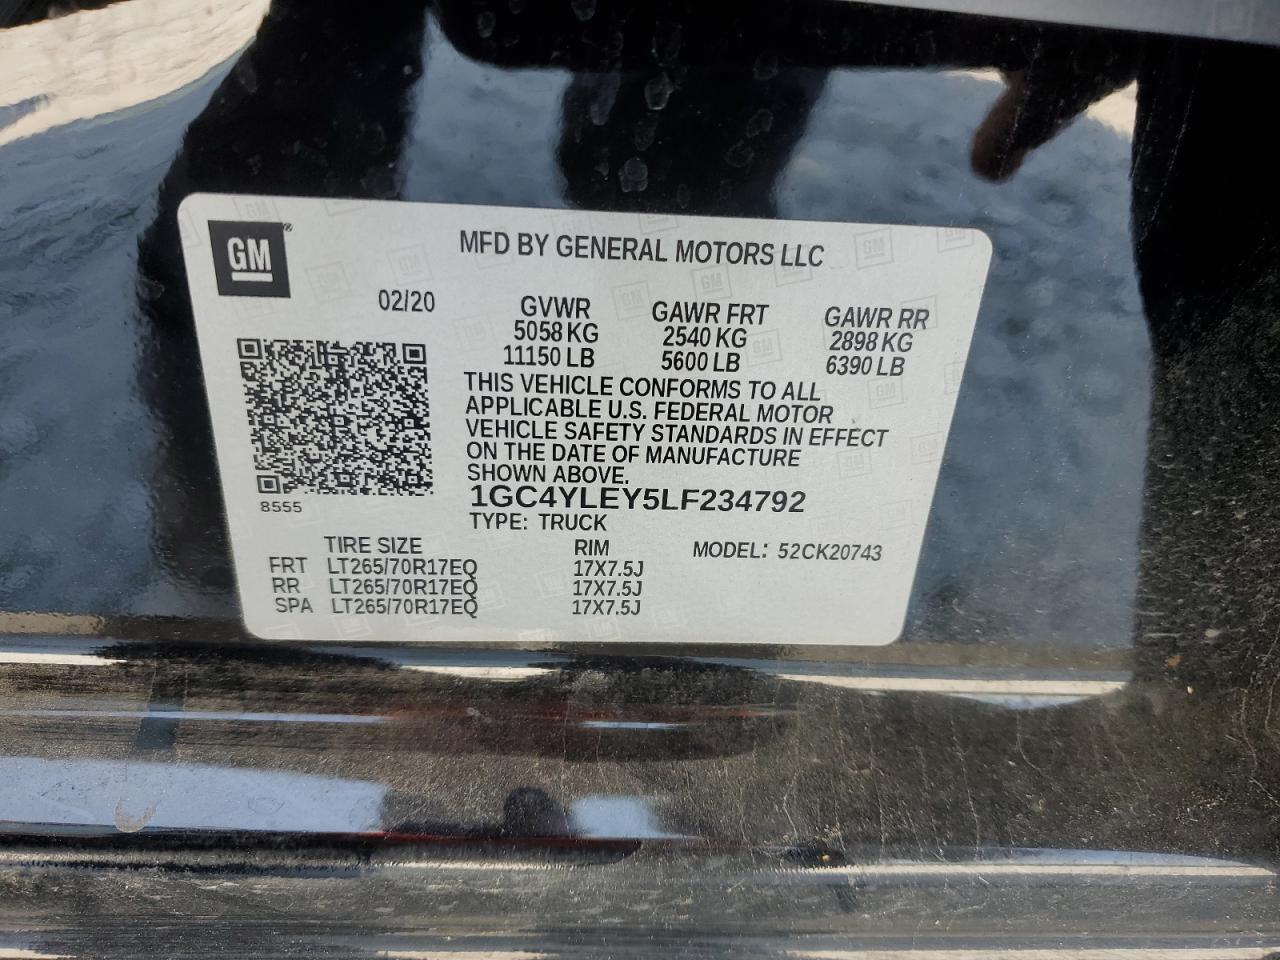 GM
MFD BY GENERAL MOTORS LLC
02/20
GVWR GAWR FRT GAWR RR
5058 KG 2540 KG 2898 KG
11150 LB 5600 LB 6390 LB
THIS VEHICLE CONFORMS TO ALL
APPLICABLE U.S. FEDERAL MOTOR
VEHICLE SAFETY STANDARDS IN EFFECT
ON THE DATE OF MANUFACTURE
SHOWN ABOVE.
8555
1GC4YLEY5LF234792
TYPE: TRUCK
TIRE SIZE RIM MODEL: 52CK20743
FRT LT265/70R17EQ 17X7.5J
RR LT265/70R17EQ 17X7.5J
SPA LT265/70R17EQ 17X7.5J